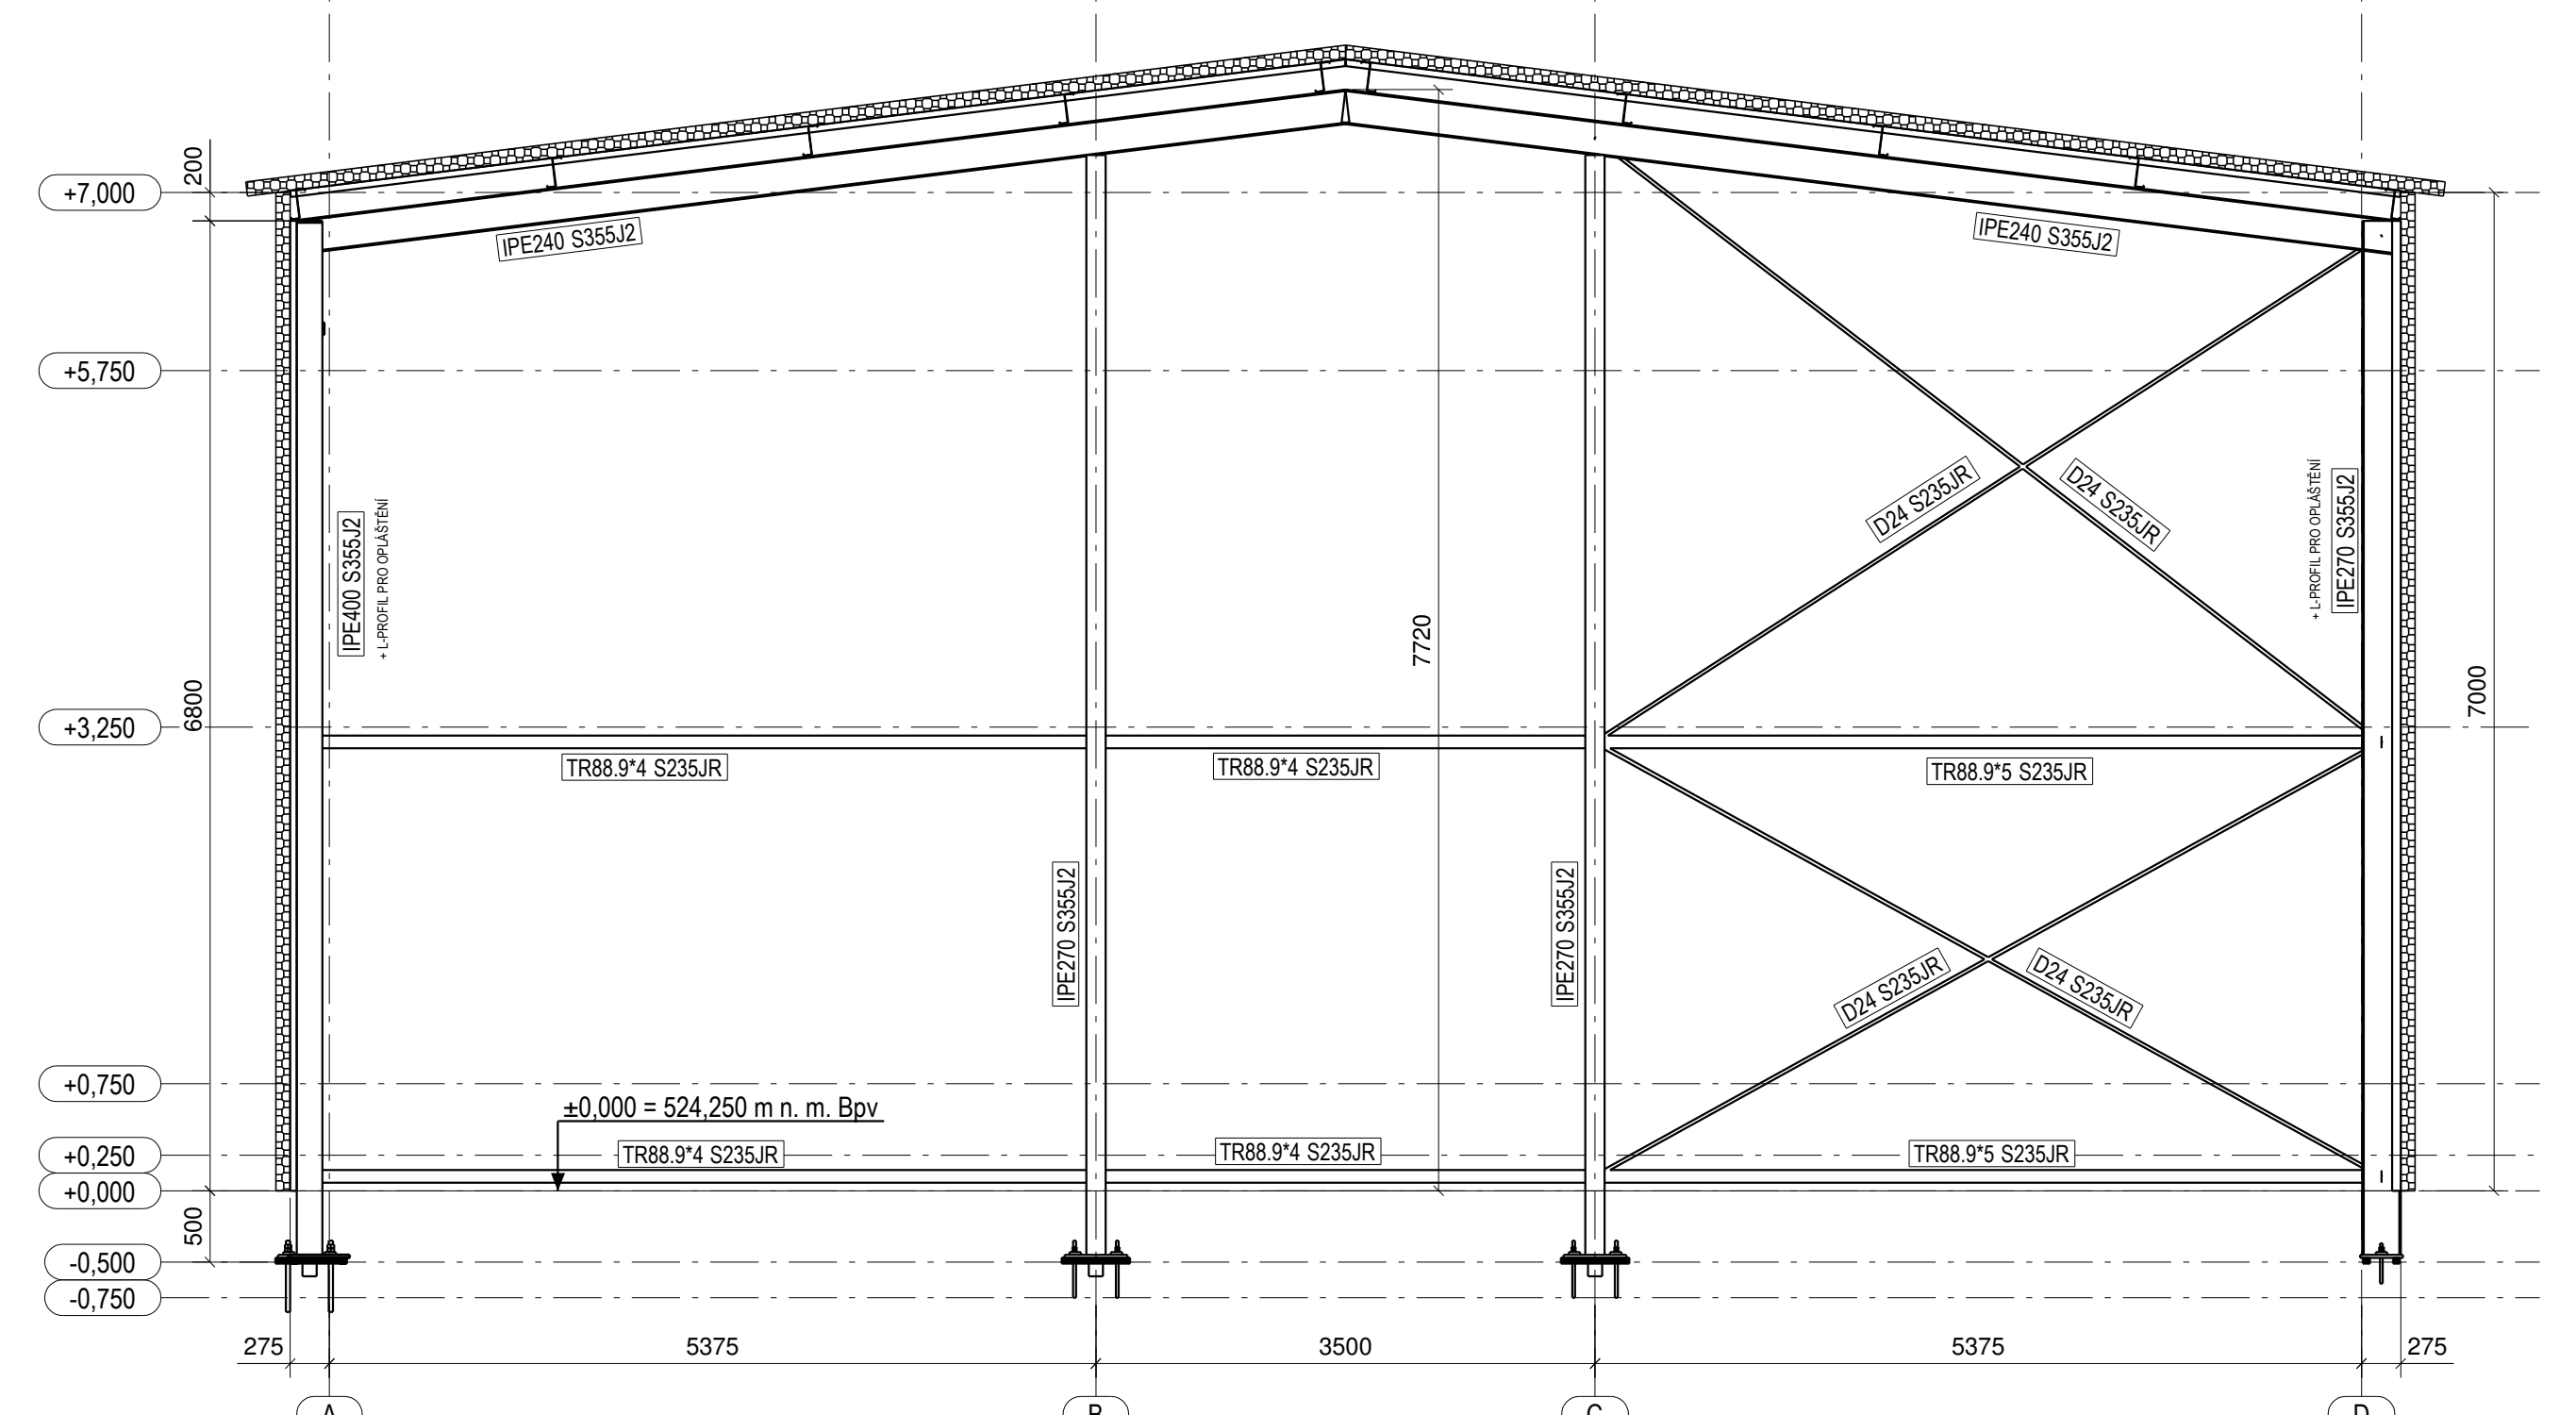 200
+7,000
IPE240 S355J2
IPE240 S355J2
+5,750
IPE400 S355J2
+ L-PROFIL PRO OPLÁŠTĚNÍ
D24 S235JR
D24 S235JR
+ L-PROFIL PRO OPLÁŠTĚNÍ
IPE270 S355J2
7720
6800
7000
+3,250
TR88.9*4 S235JR
TR88.9*4 S235JR
TR88.9*5 S235JR
IPE270 S355J2
IPE270 S355J2
D24 S235JR
D24 S235JR
+0,750
±0,000 = 524,250 m n. m. Bpv
+0,250
TR88.9*4 S235JR
TR88.9*4 S235JR
TR88.9*5 S235JR
+0,000
500
-0,500
-0,750
275
5375
3500
5375
275
A
B
C
D